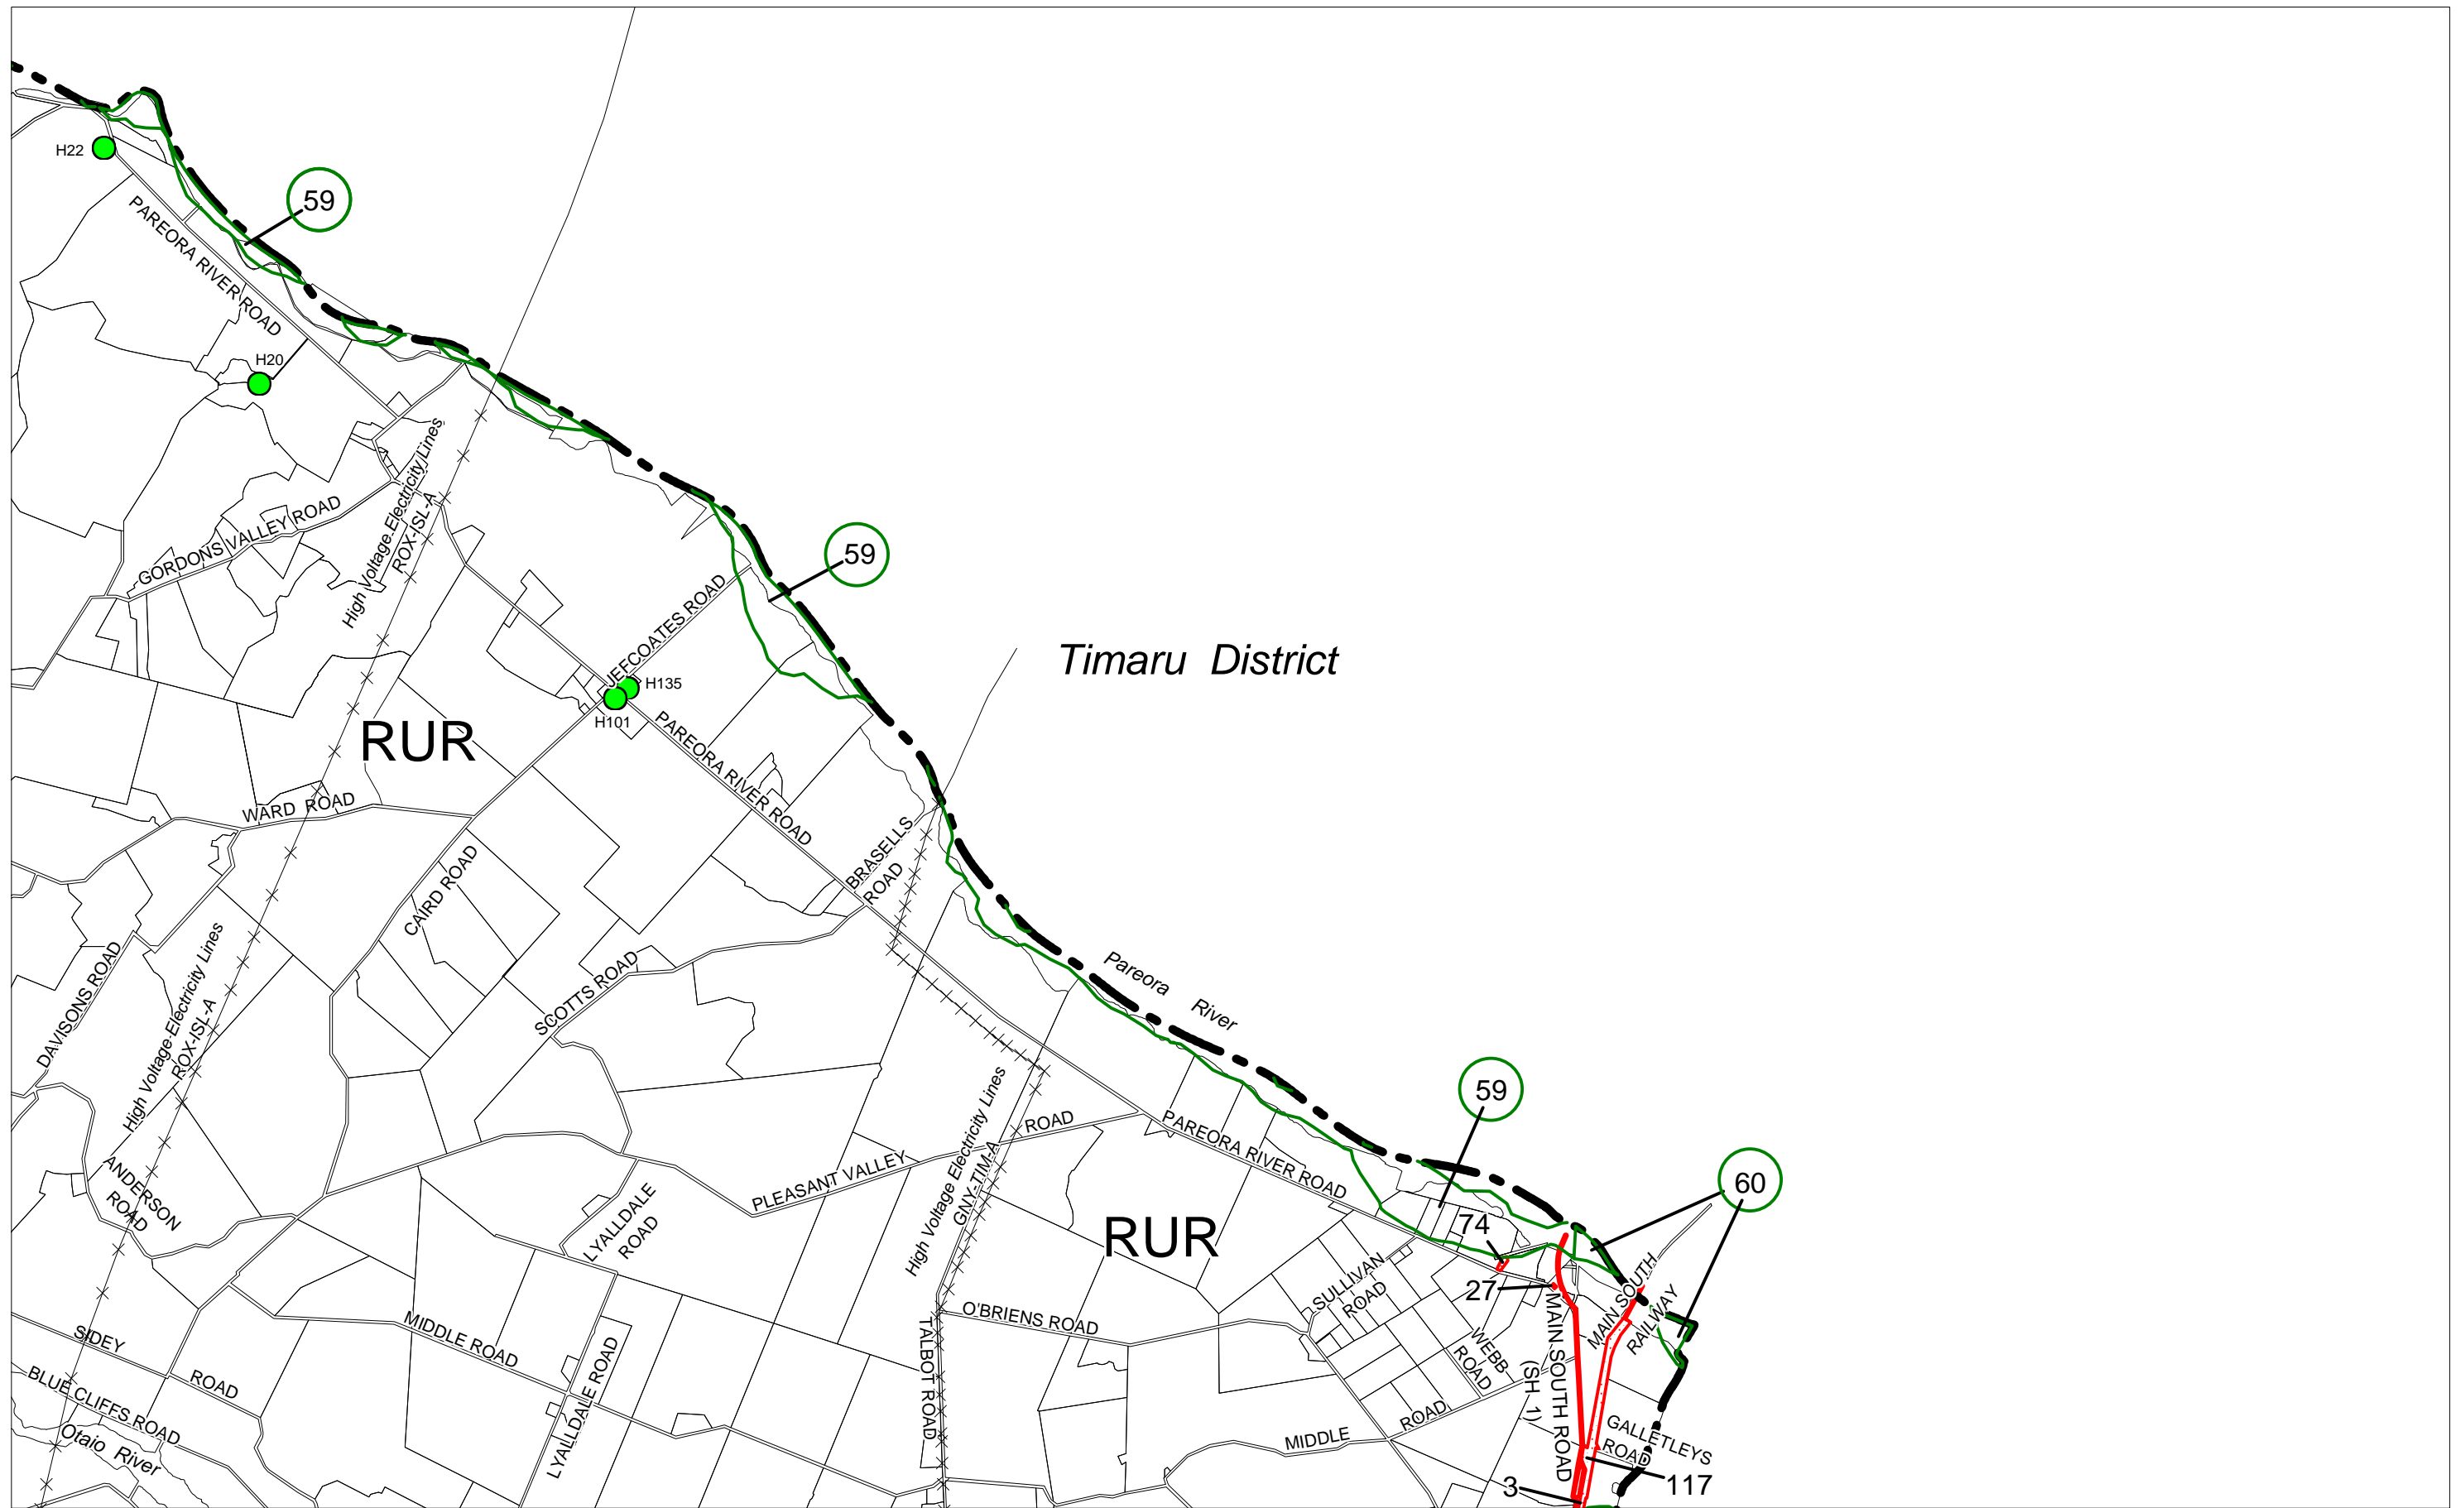 H22
59
PAREORA RIVER ROAD
H20
High Voltage Electricity Lines
ROX-ISL-A
GORDONS VALLEY ROAD
59
JEFCOATES ROAD
Timaru District
H135
H101
RUR
PAREORA RIVER ROAD
WARD ROAD
BRASELLS
ROAD
CAIRD ROAD
High Voltage Electricity Lines
ROX-ISL-A
DAVISONS ROAD
SCOTTS ROAD
Pareora River
High Voltage Electricity Lines
GNY-TIM-A
59
PAREORA RIVER ROAD
PLEASANT VALLEY ROAD
60
ANDERSON
ROAD
LYALLDALE
ROAD
RUR
74
SULLIVAN
ROAD
27
MAIN SOUTH
RAILWAY
O'BRIENS ROAD
MIDDLE ROAD
SIDEY ROAD
TALBOT ROAD
WEBB
ROAD
MAIN SOUTH ROAD
(SH 1)
LYALLDALE ROAD
BLUE CLIFFS ROAD
Otaio River
MIDDLE ROAD
GALLETLEYS
ROAD
3
117